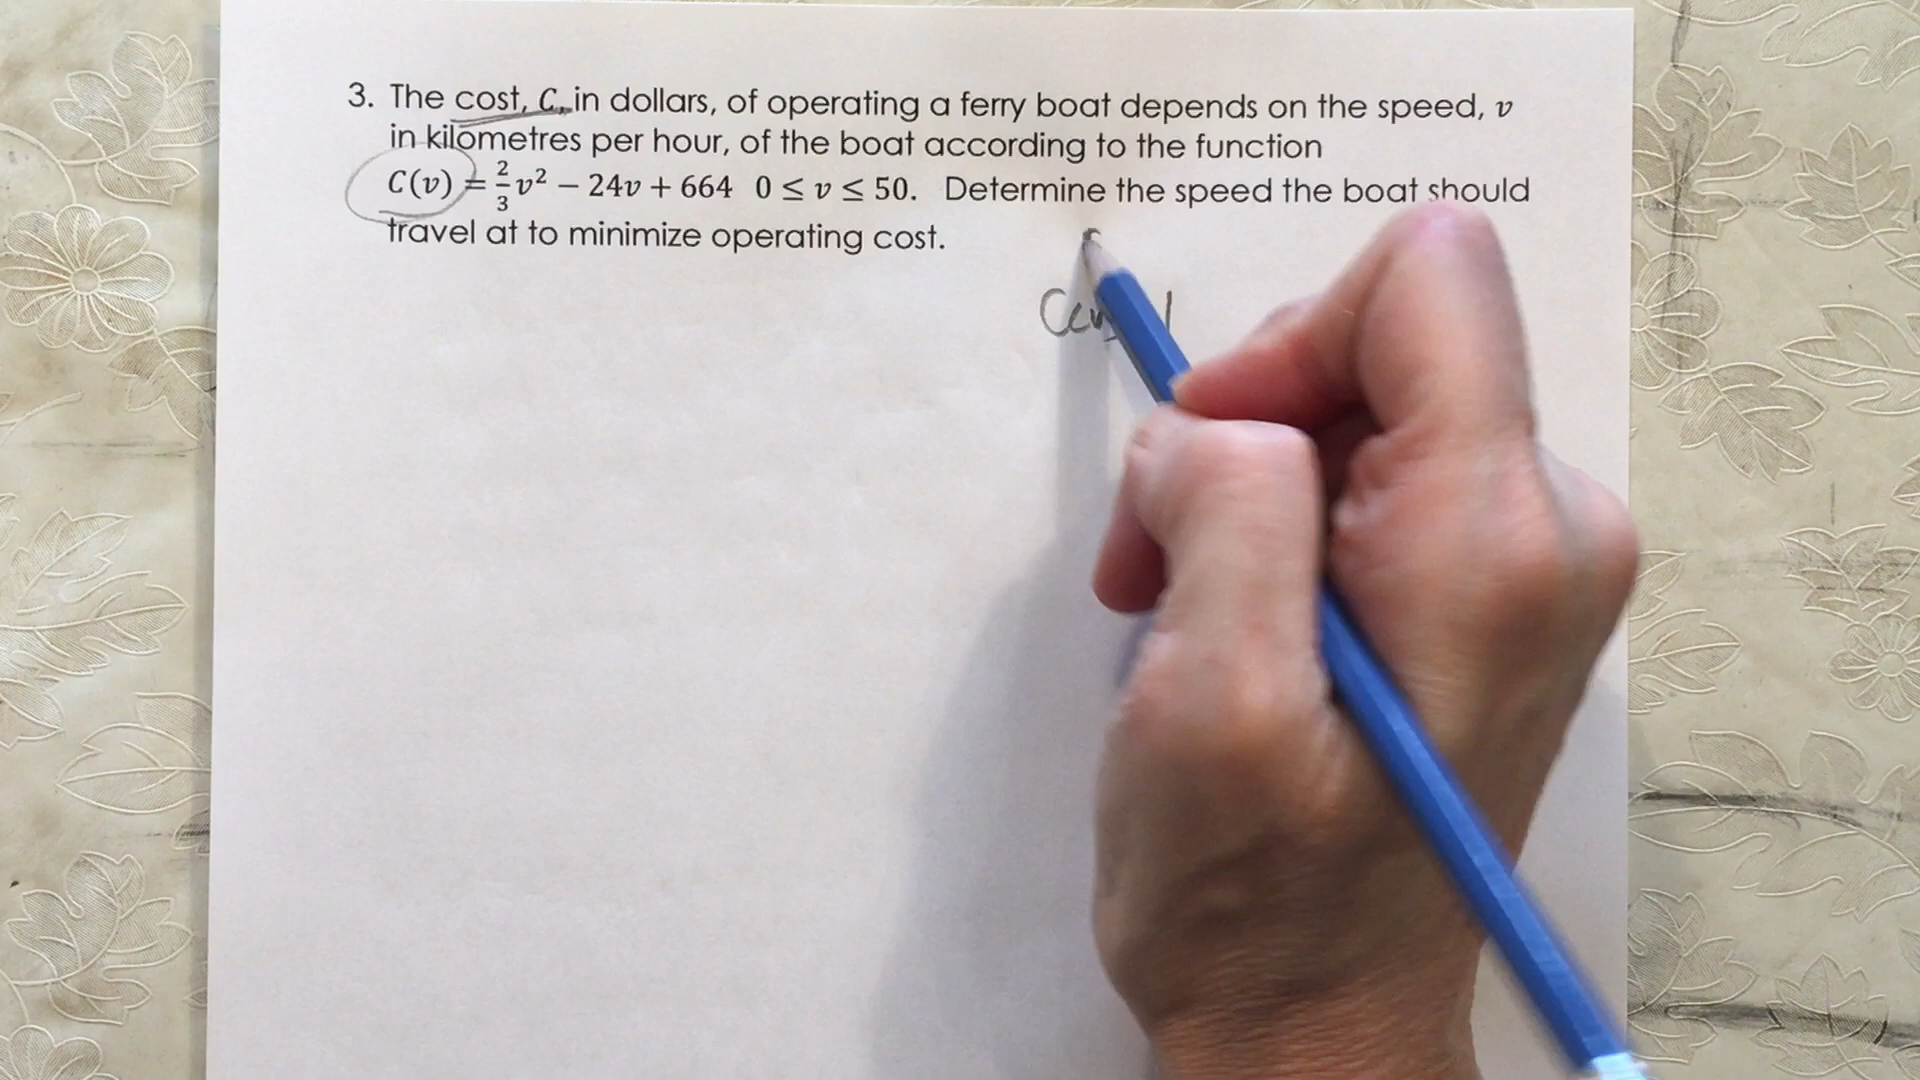 3. The cost, C, in dollars, of operating a ferry boat depends on the speed, v
in kilometres per hour, of the boat according to the function
C(v) = 2/3 v² − 24v + 664  0 ≤ v ≤ 50.  Determine the speed the boat should
travel at to minimize operating cost.